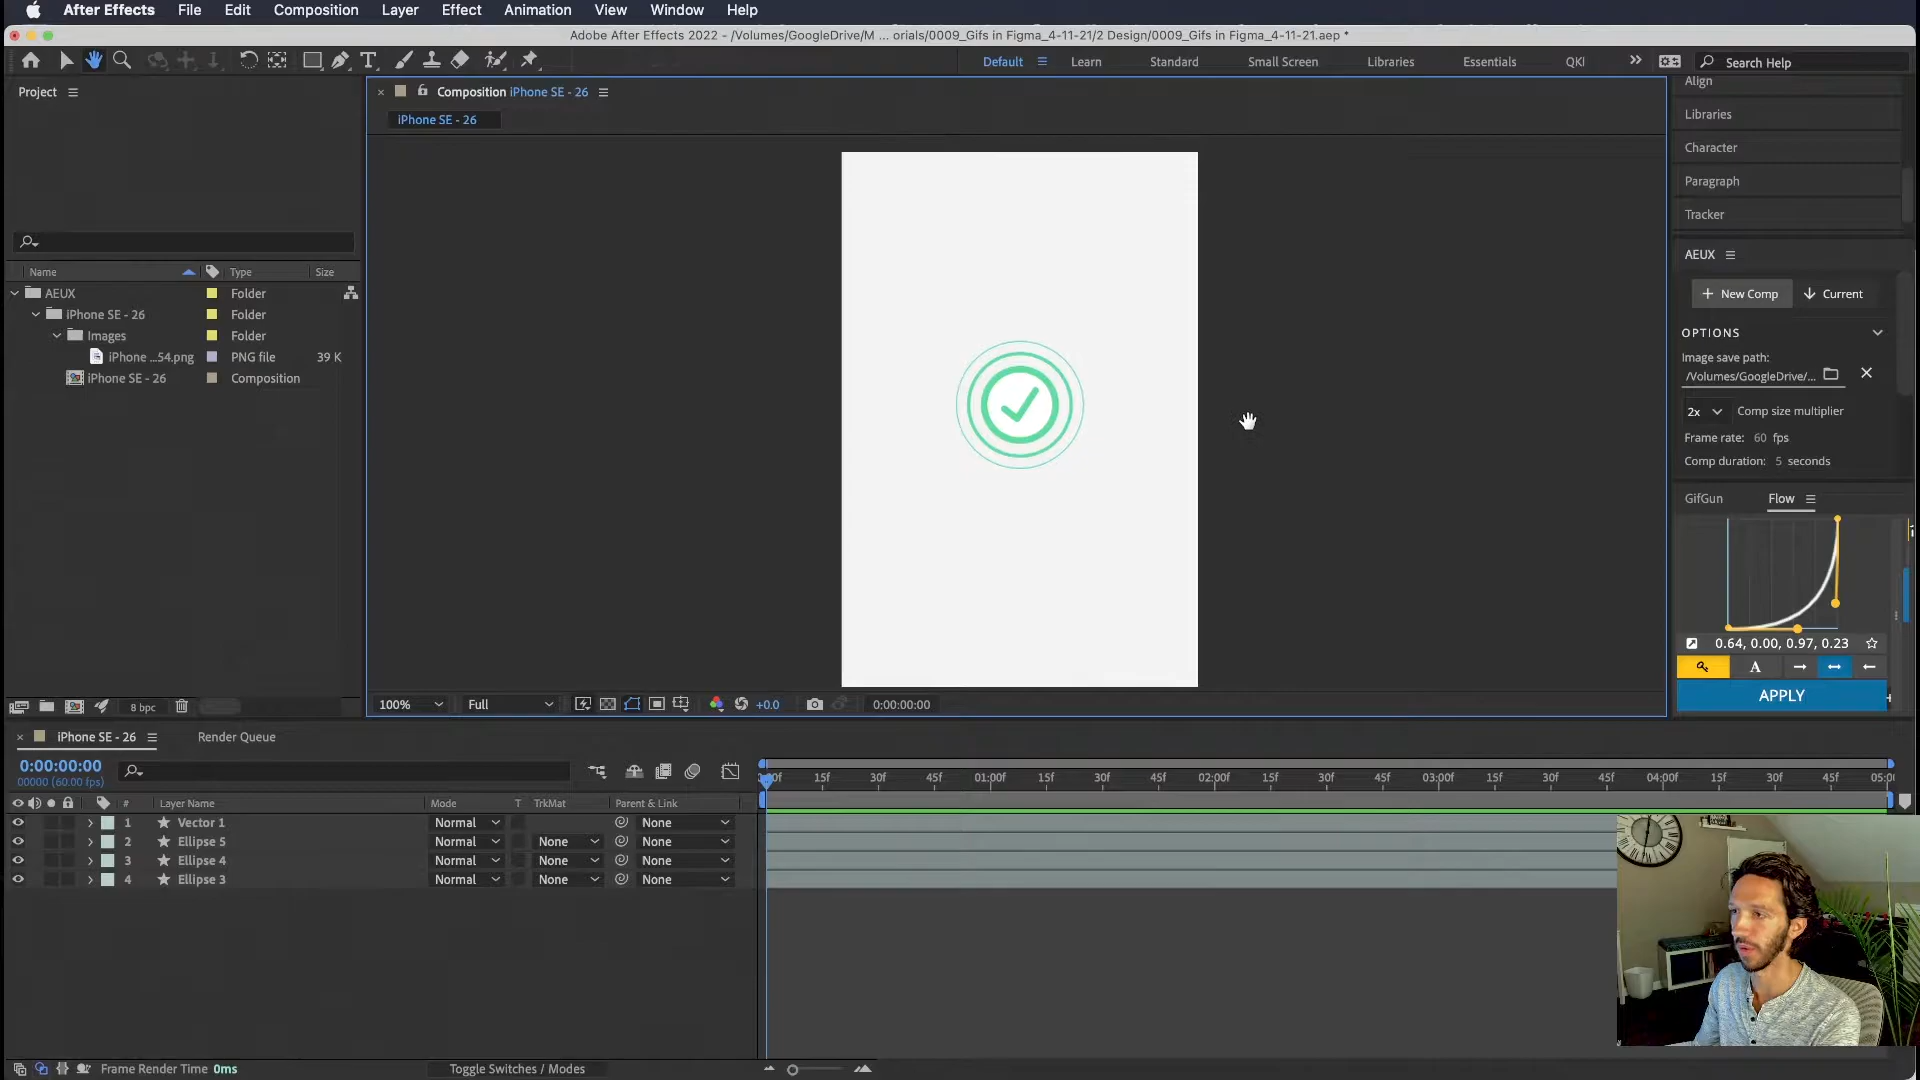 After Effects File Edit Composition Layer Effect Animation View Window Help
Adobe After Effects 2022 - /Volumes/GoogleDrive/M ... orials/0009_Gifs in Figma_4-11-21/2 Design/0009_Gifs in Figma_4-11-21.aep *
Default Learn Standard Small Screen Libraries Essentials QKI Search Help
Project
Composition iPhone SE - 26
iPhone SE - 26
Name Type Size
AEUX Folder
iPhone SE - 26 Folder
Images Folder
iPhone ...54.png PNG file 39 K
iPhone SE - 26 Composition
8 bpc
100% Full +0.0 0:00:00:00
Align
Libraries
Character
Paragraph
Tracker
AEUX
New Comp Current
OPTIONS
Image save path:
/Volumes/GoogleDrive/...
2x Comp size multiplier
Frame rate: 60 fps
Comp duration: 5 seconds
GifGun Flow
0.64, 0.00, 0.97, 0.23
A
APPLY
iPhone SE - 26 Render Queue
0:00:00:00
00000 (60.00 fps)
15f 30f 45f 01:00f 15f 30f 45f 02:00f 15f 30f 45f 03:00f 15f 30f 45f 04:00f 15f 30f 45f
# Layer Name Mode T TrkMat Parent & Link
1 Vector 1 Normal None
2 Ellipse 5 Normal None None
3 Ellipse 4 Normal None None
4 Ellipse 3 Normal None None
Frame Render Time 0ms Toggle Switches / Modes